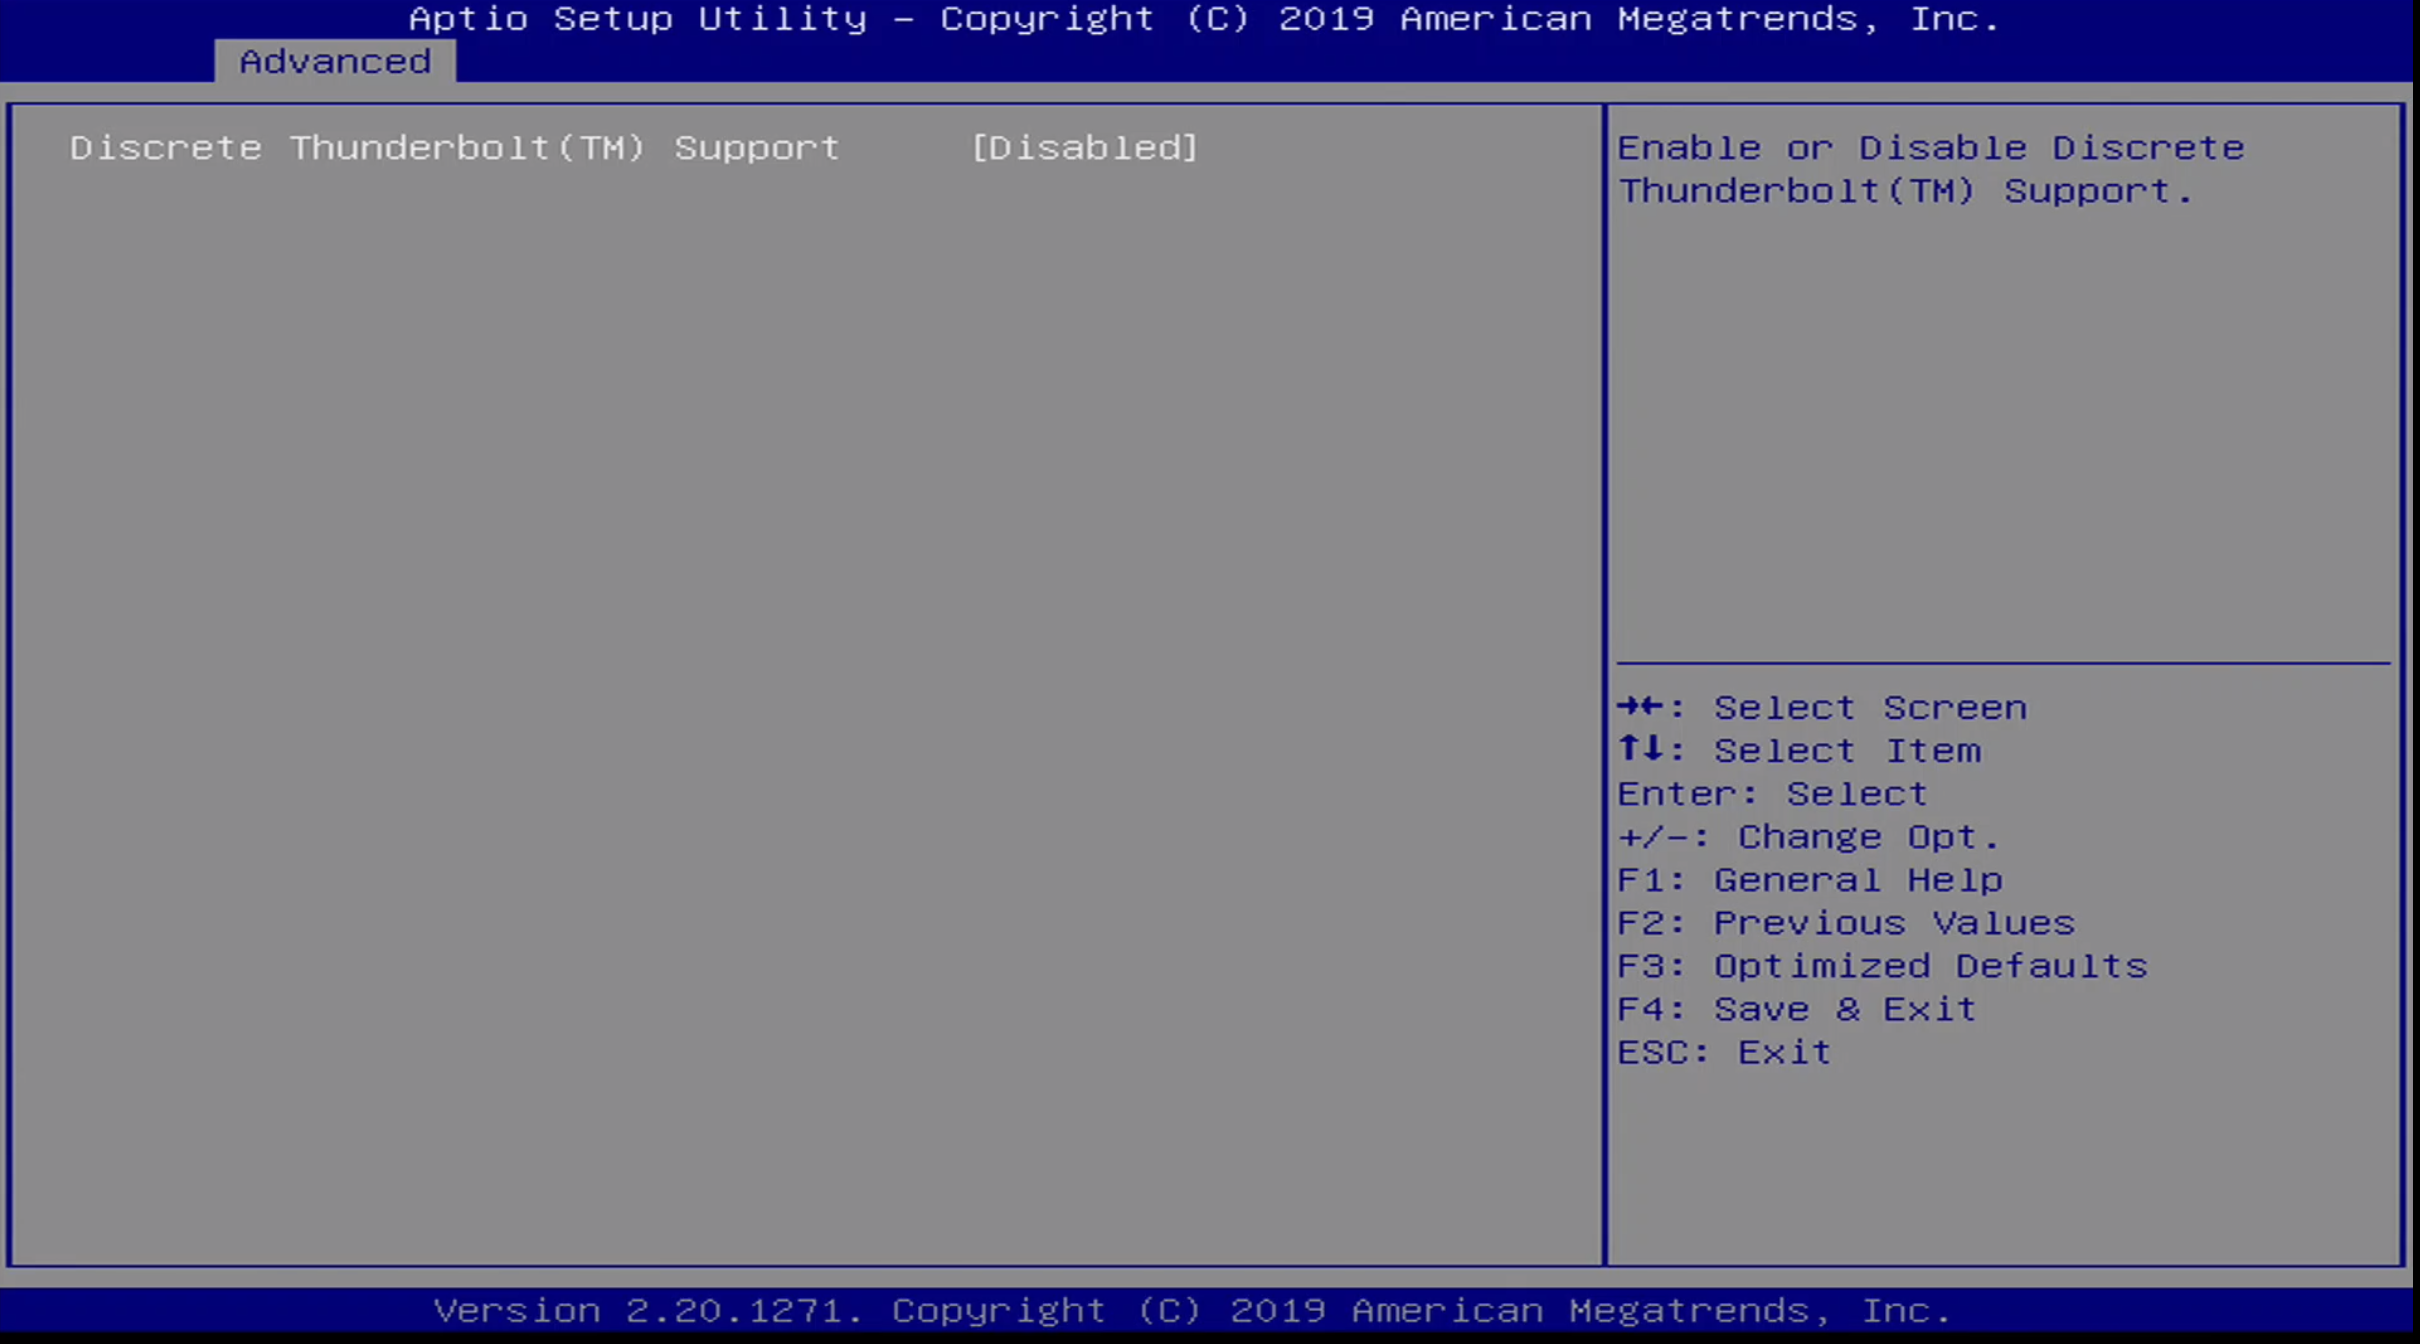 Aptio Setup Utility – Copyright (C) 2019 American Megatrends, Inc.
Advanced
Discrete Thunderbolt(TM) Support [Disabled]
Enable or Disable Discrete
Thunderbolt(TM) Support.
→←: Select Screen
↑↓: Select Item
Enter: Select
+/-: Change Opt.
F1: General Help
F2: Previous Values
F3: Optimized Defaults
F4: Save & Exit
ESC: Exit
Version 2.20.1271. Copyright (C) 2019 American Megatrends, Inc.